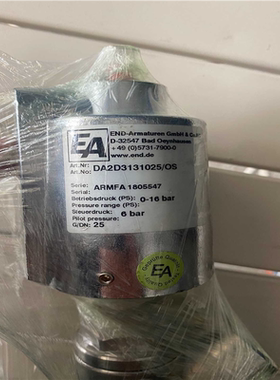 EA
END-Armaturen GmbH & Co.
D-32547 Bad Oeynhausen
+49 (0)5731-7900-0
www.end.de
Art.Nr:
Art.No: DA2D3131025/OS
Serie: ARMFA 1805547
Betriebsdruck (PS): 0-16 bar
Pressure range (PS):
Steuerdruck: 6 bar
Pilot pressure:
G/DN: 25
Geprüfte Qualität
EA